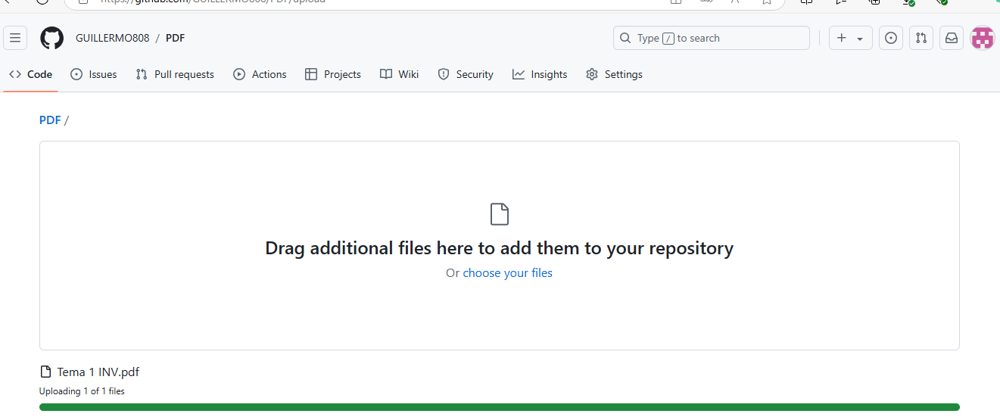 https://github.com/GUILLERMO808/PDF/upload
GUILLERMO808 / PDF
Type / to search
Code Issues Pull requests Actions Projects Wiki Security Insights Settings
PDF /
Drag additional files here to add them to your repository
Or choose your files
Tema 1 INV.pdf
Uploading 1 of 1 files